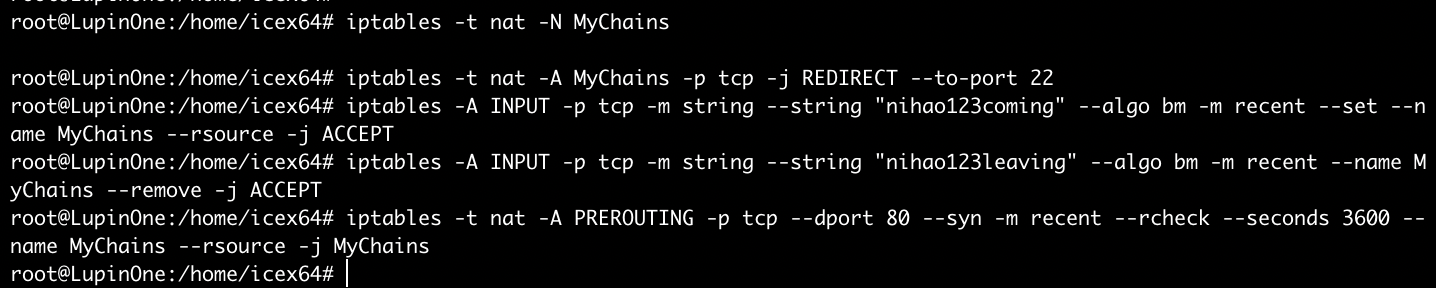 root@LupinOne:/home/icex64# iptables -t nat -N MyChains
root@LupinOne:/home/icex64# iptables -t nat -A MyChains -p tcp -j REDIRECT --to-port 22
root@LupinOne:/home/icex64# iptables -A INPUT -p tcp -m string --string "nihao123coming" --algo bm -m recent --set --n
ame MyChains --rsource -j ACCEPT
root@LupinOne:/home/icex64# iptables -A INPUT -p tcp -m string --string "nihao123leaving" --algo bm -m recent --name M
yChains --remove -j ACCEPT
root@LupinOne:/home/icex64# iptables -t nat -A PREROUTING -p tcp --dport 80 --syn -m recent --rcheck --seconds 3600 --
name MyChains --rsource -j MyChains
root@LupinOne:/home/icex64#